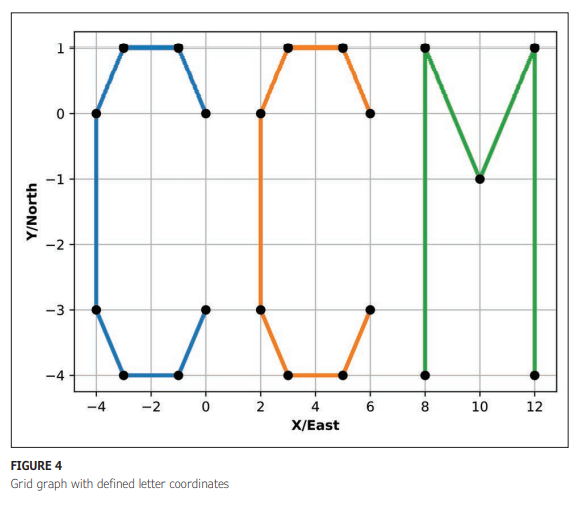 1
0
−1
−2
−3
−4
Y/North
−4 −2 0 2 4 6 8 10 12
X/East
FIGURE 4
Grid graph with defined letter coordinates